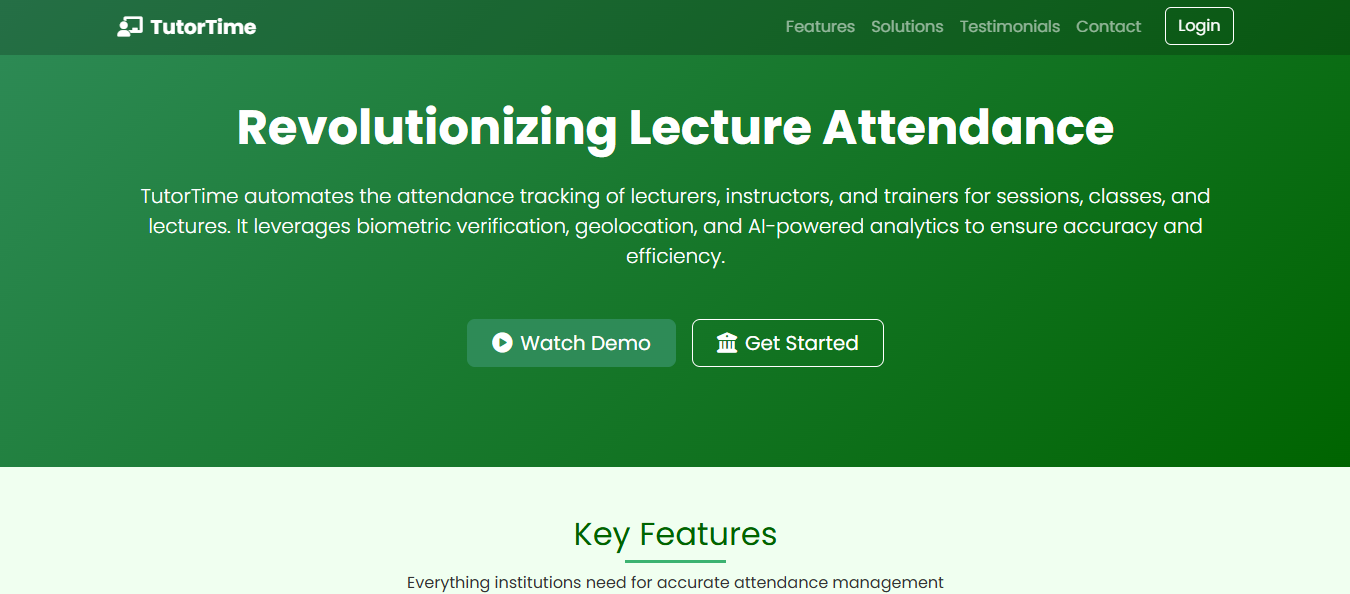 TutorTime
Features Solutions Testimonials Contact Login
Revolutionizing Lecture Attendance
TutorTime automates the attendance tracking of lecturers, instructors, and trainers for sessions, classes, and
lectures. It leverages biometric verification, geolocation, and AI-powered analytics to ensure accuracy and
efficiency.
Watch Demo Get Started
Key Features
Everything institutions need for accurate attendance management